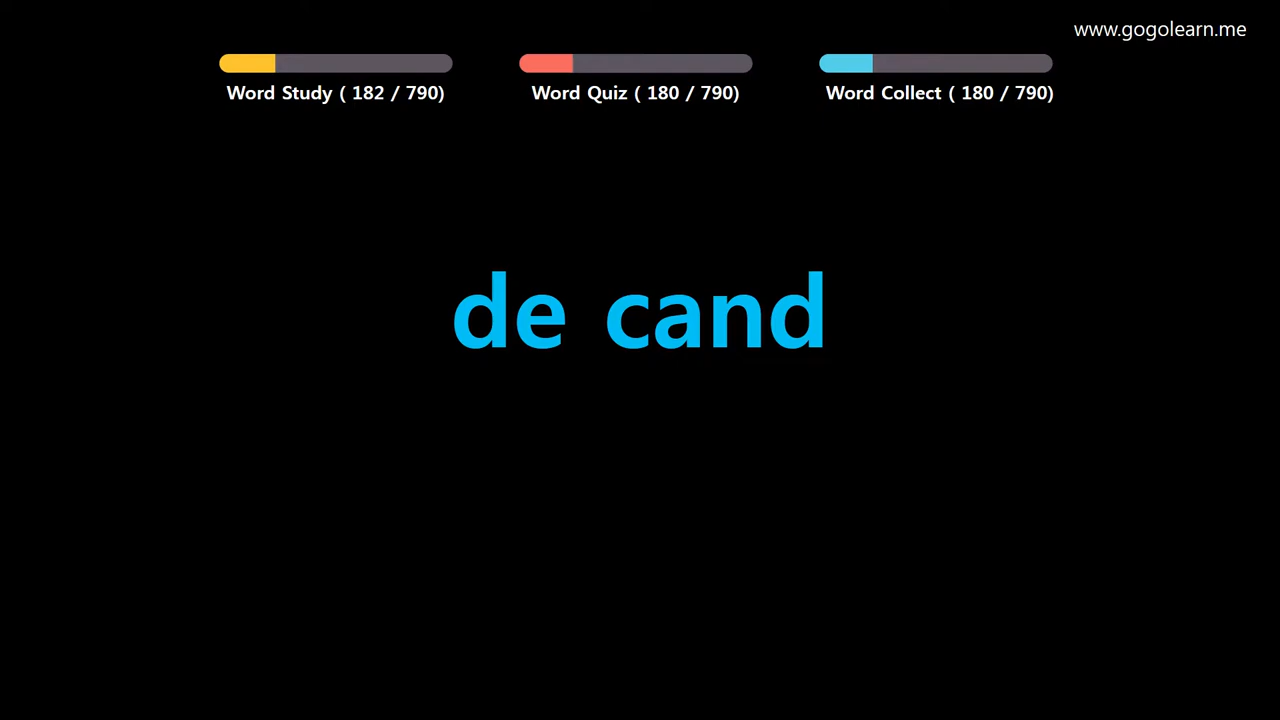 www.gogolearn.me
Word Study ( 182 / 790)
Word Quiz ( 180 / 790)
Word Collect ( 180 / 790)
de cand